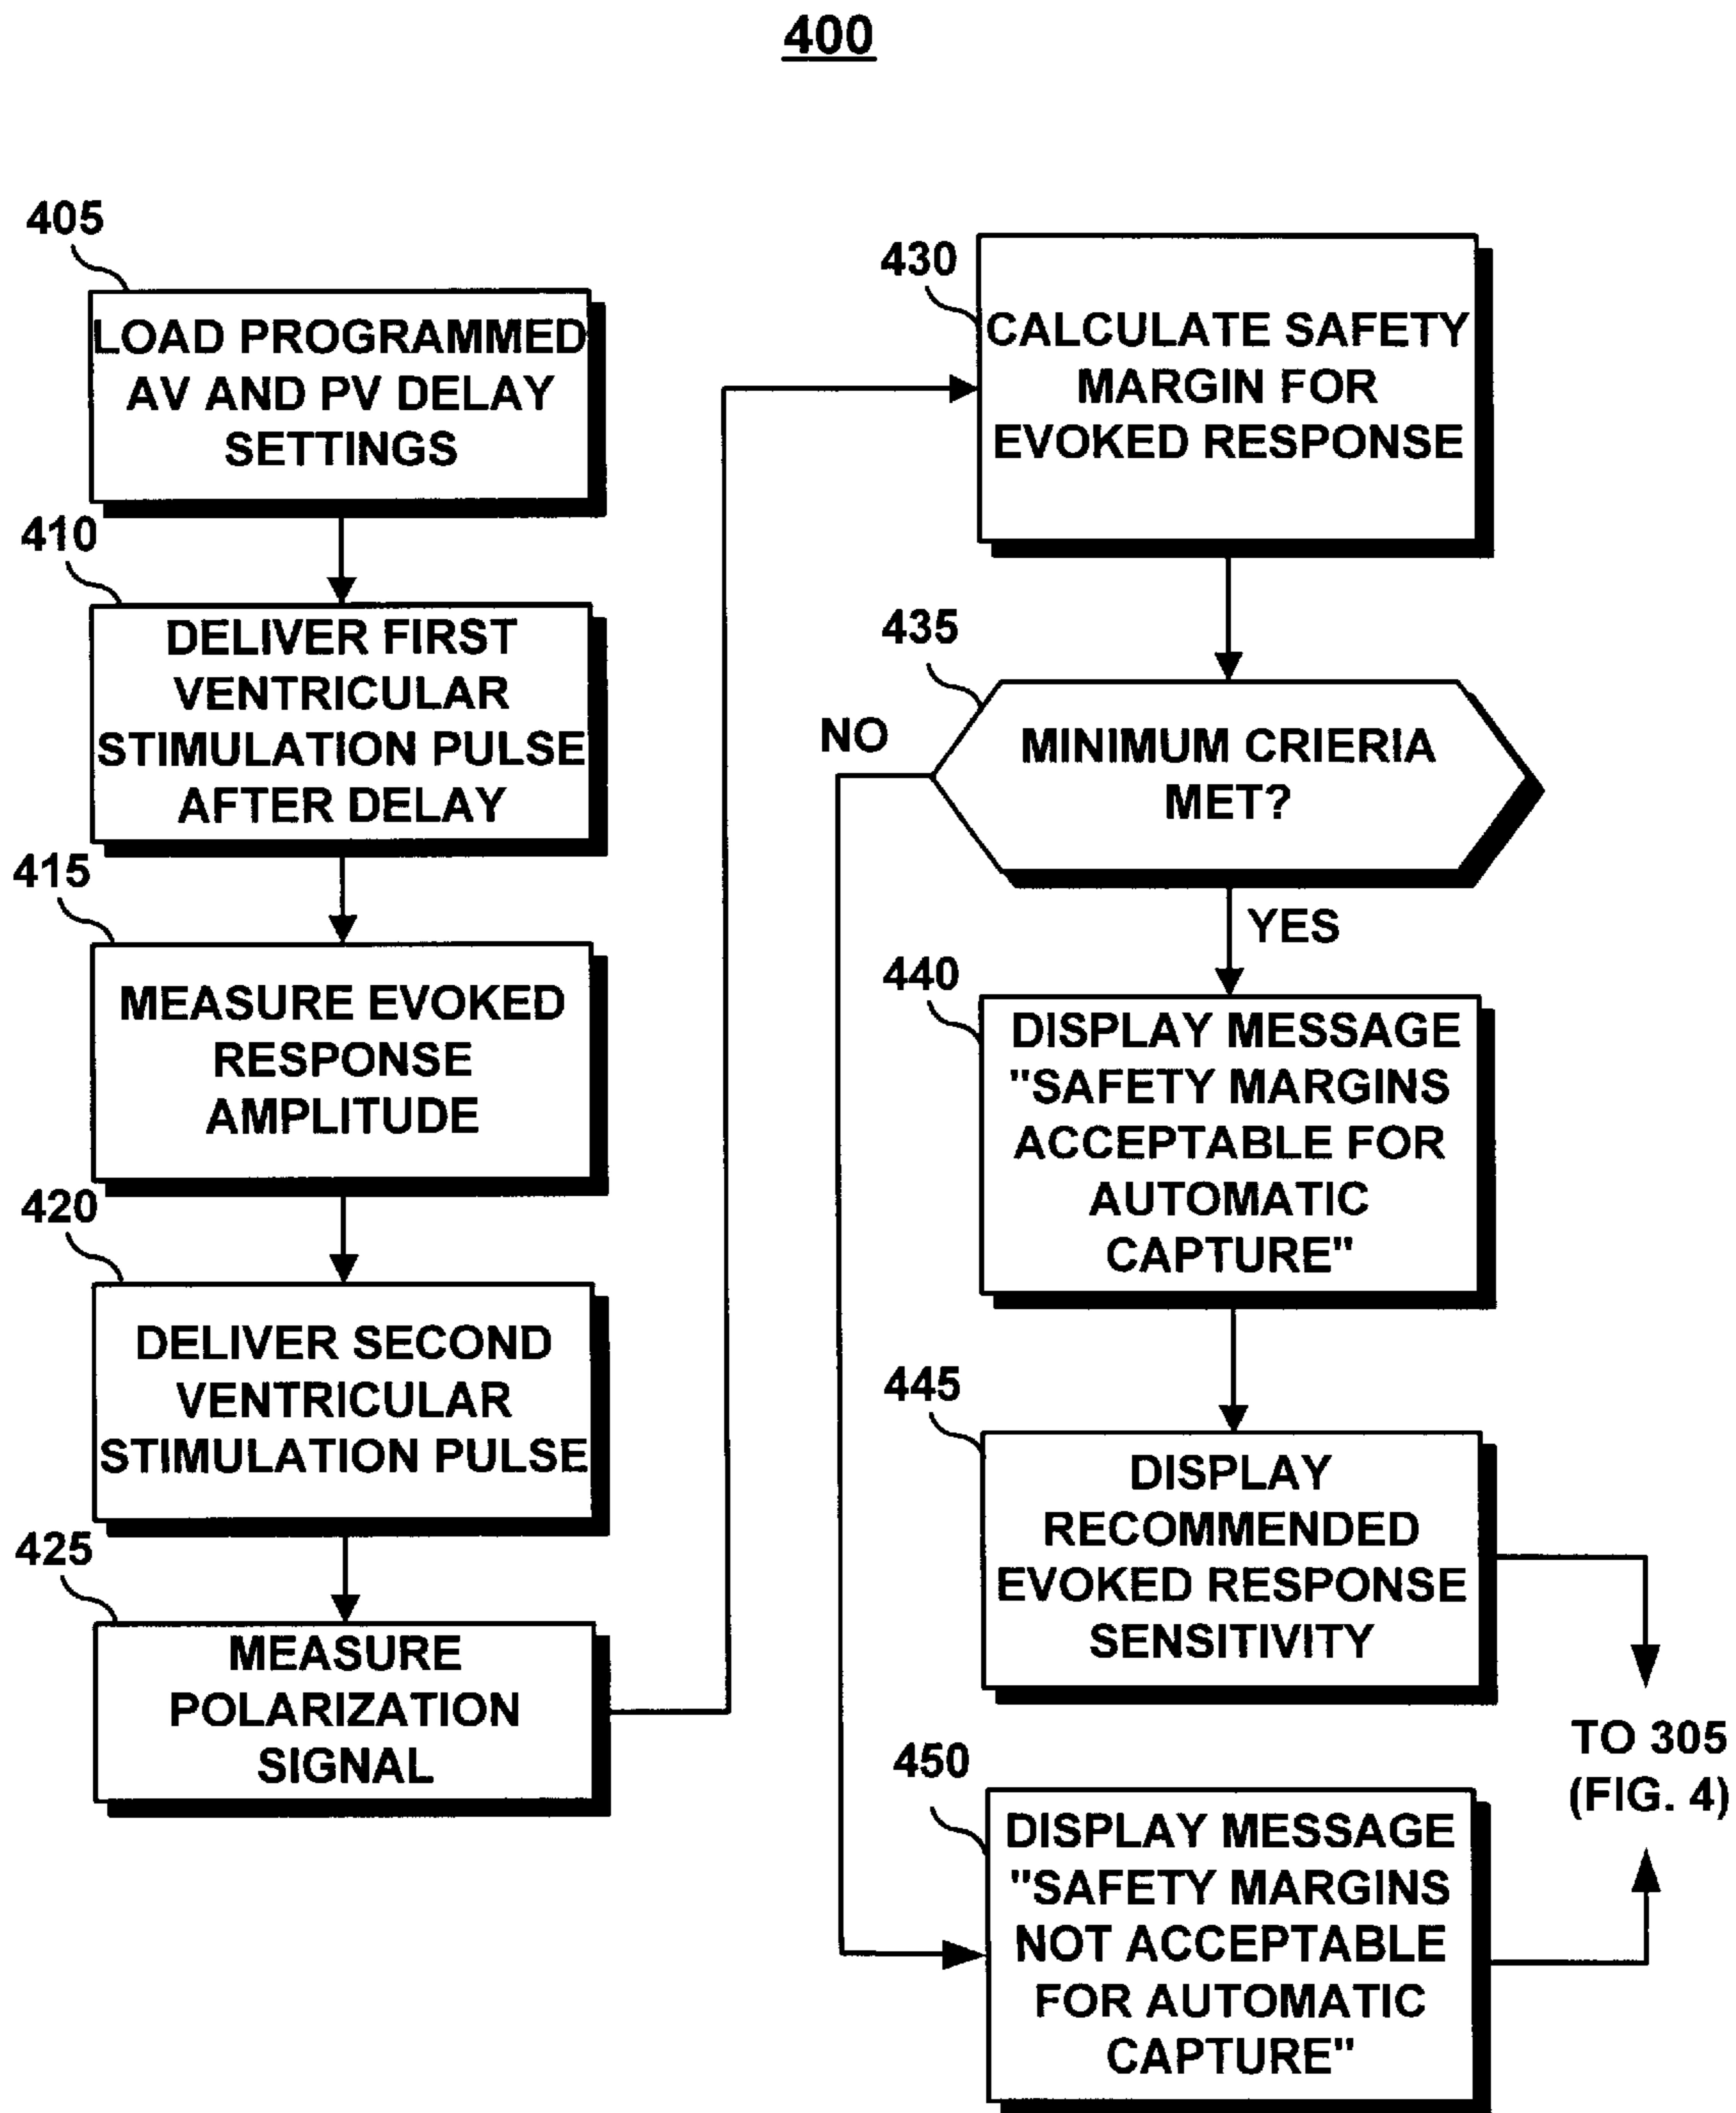 400
405
LOAD PROGRAMMED
AV AND PV DELAY
SETTINGS
410
DELIVER FIRST
VENTRICULAR
STIMULATION PULSE
AFTER DELAY
415
MEASURE EVOKED
RESPONSE
AMPLITUDE
420
DELIVER SECOND
VENTRICULAR
STIMULATION PULSE
425
MEASURE
POLARIZATION
SIGNAL
430
CALCULATE SAFETY
MARGIN FOR
EVOKED RESPONSE
435
MINIMUM CRIERIA
MET?
NO
YES
440
DISPLAY MESSAGE
"SAFETY MARGINS
ACCEPTABLE FOR
AUTOMATIC
CAPTURE"
445
DISPLAY
RECOMMENDED
EVOKED RESPONSE
SENSITIVITY
450
DISPLAY MESSAGE
"SAFETY MARGINS
NOT ACCEPTABLE
FOR AUTOMATIC
CAPTURE"
TO 305
(FIG. 4)